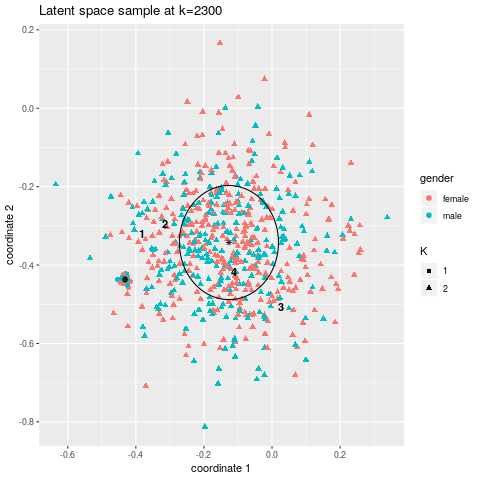 Latent space sample at k=2300
0.2
0.0
-0.2
-0.4
-0.6
-0.8
coordinate 2
1
2
4
3
-0.6
-0.4
-0.2
0.0
0.2
coordinate 1
gender
female
male
K
1
2